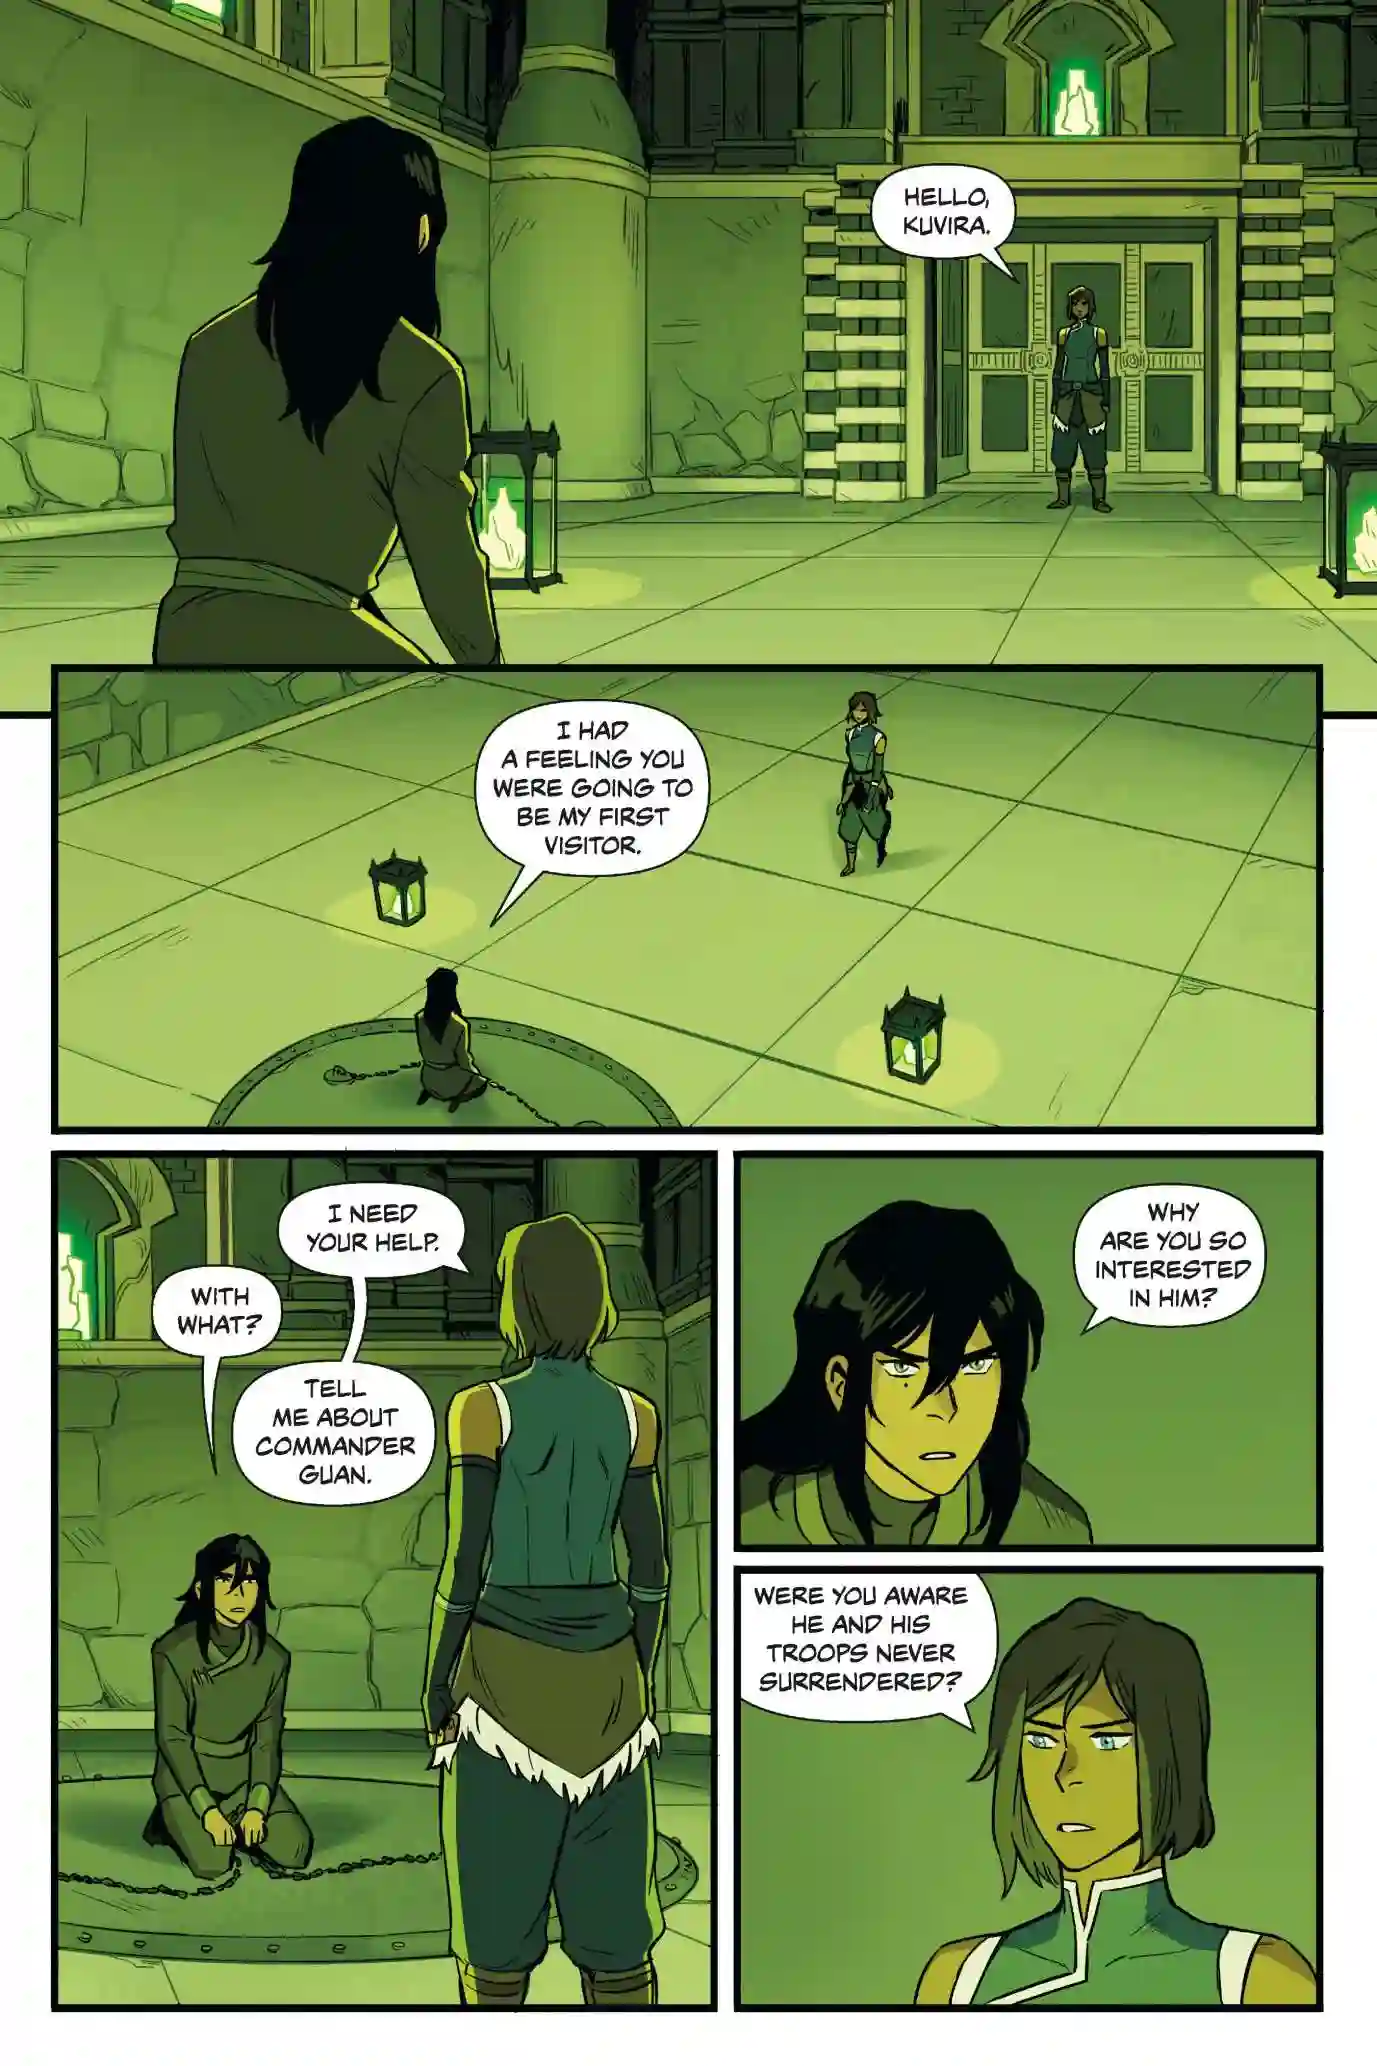 HELLO,
KUVIRA.
I HAD
A FEELING YOU
WERE GOING TO
BE MY FIRST
VISITOR.
I NEED
YOUR HELP.
WITH
WHAT?
TELL
ME ABOUT
COMMANDER
GUAN.
WHY
ARE YOU SO
INTERESTED
IN HIM?
WERE YOU AWARE
HE AND HIS
TROOPS NEVER
SURRENDERED?